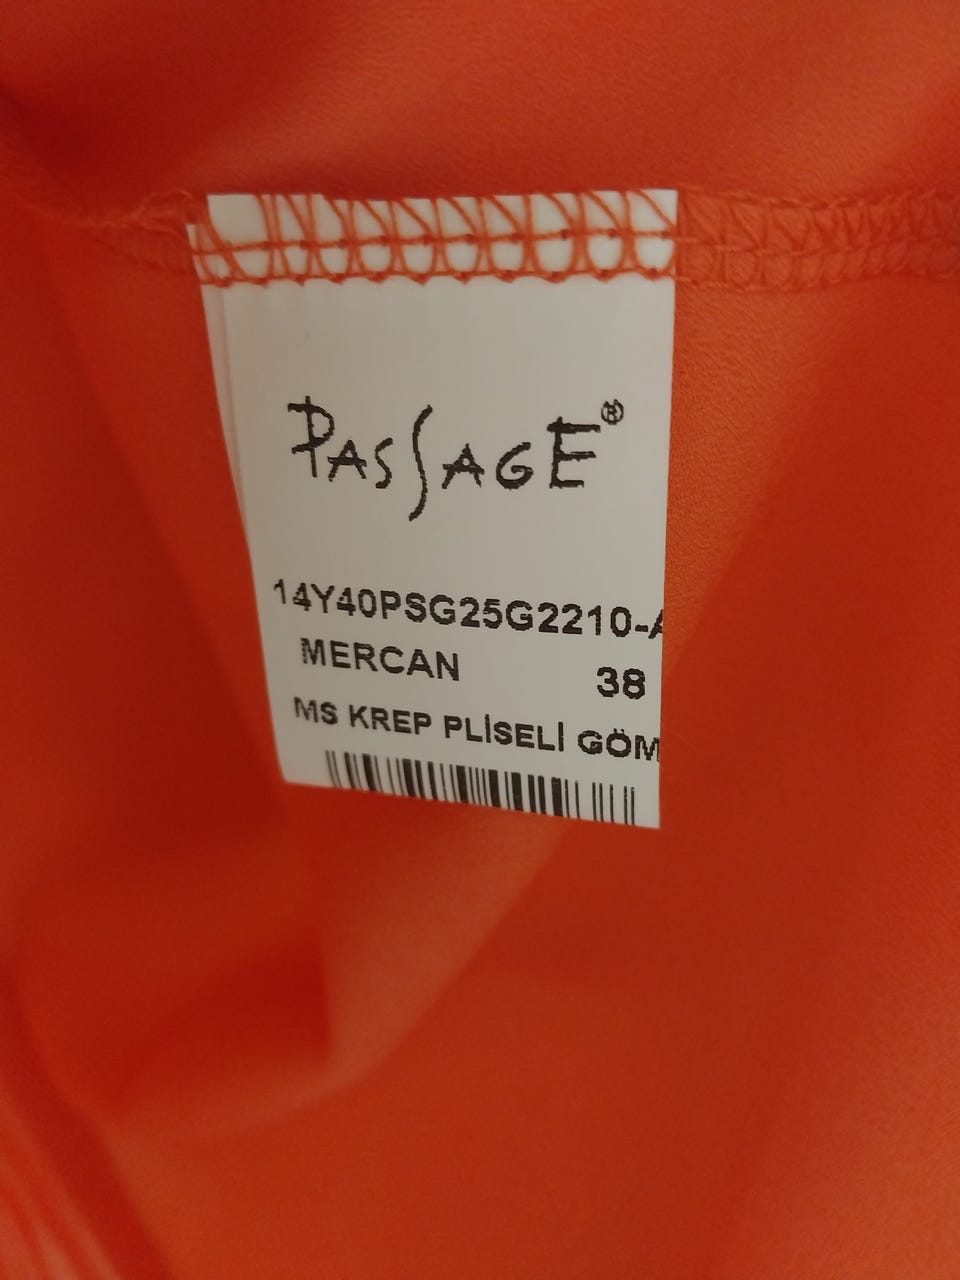 PASSAGE®
14Y40PSG25G2210-A
MERCAN 38
MS KREP PLİSELİ GÖM